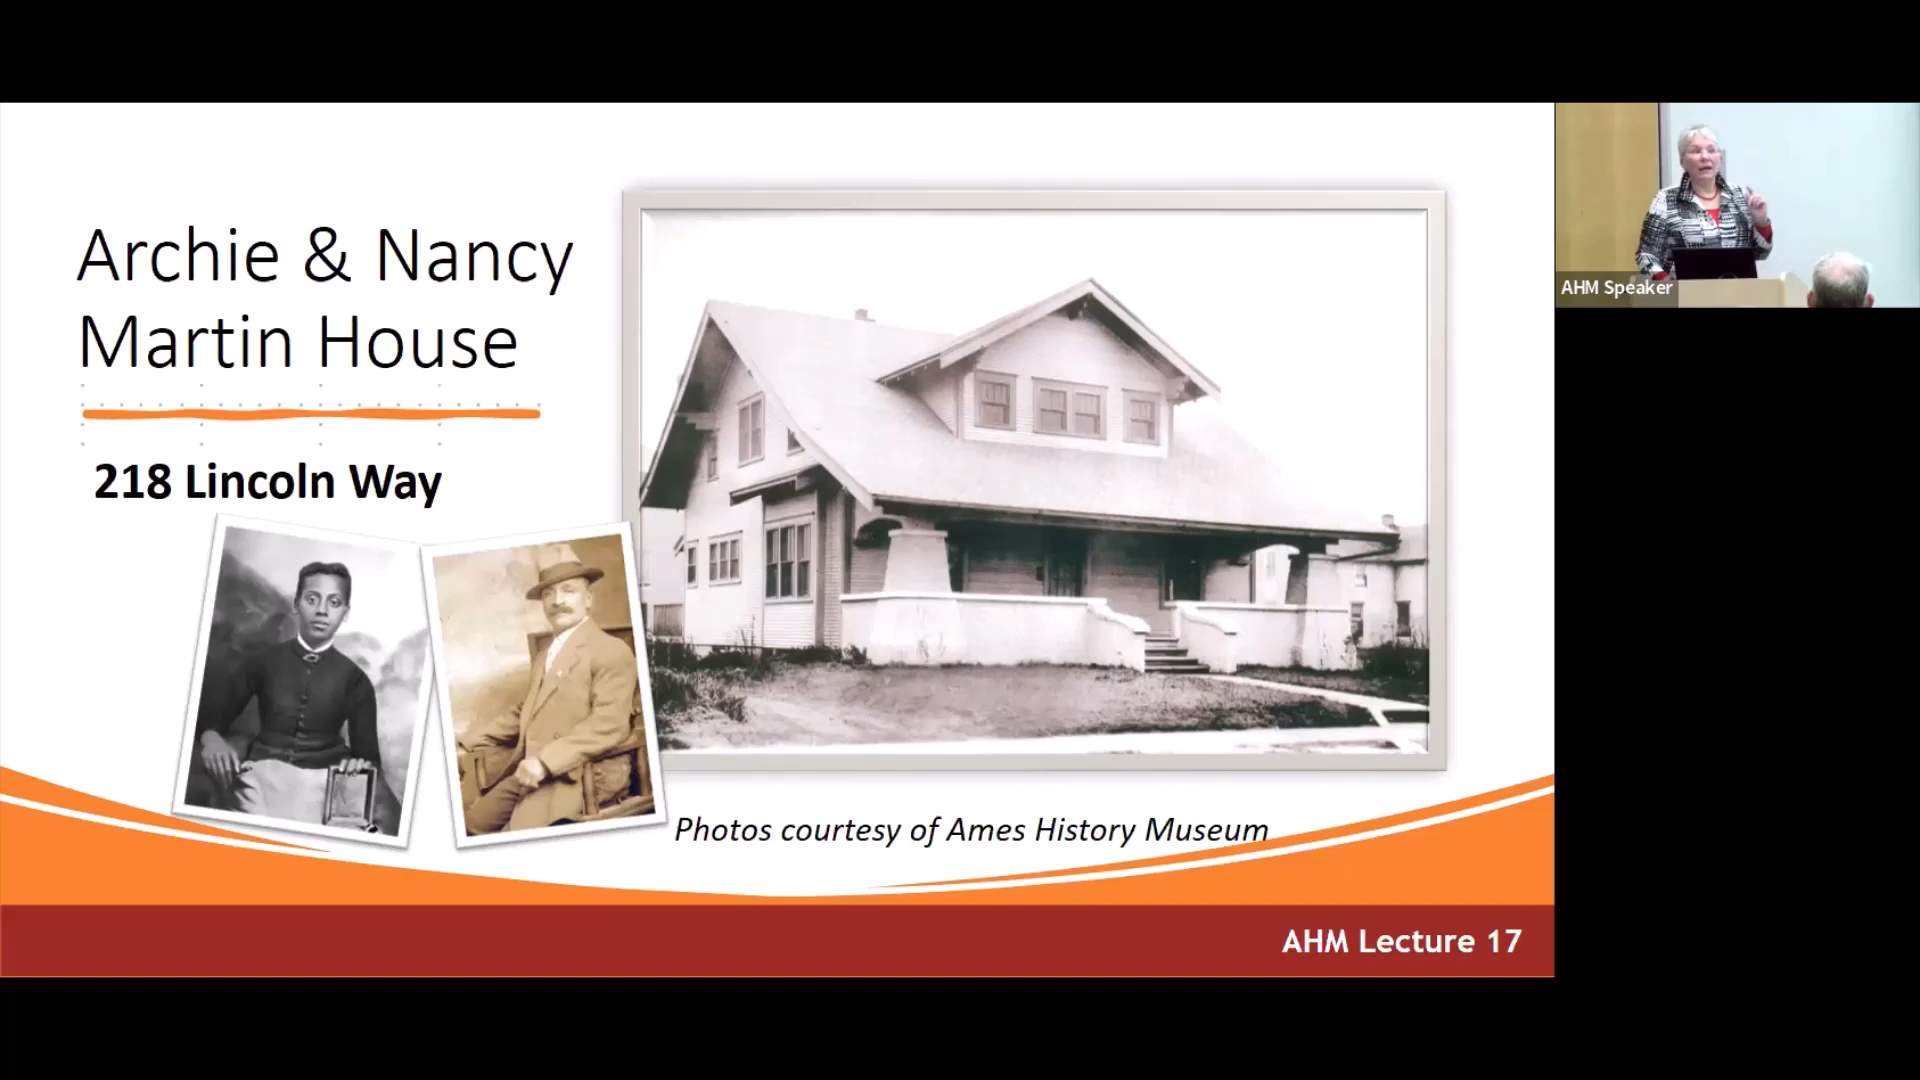 Archie & Nancy
Martin House
218 Lincoln Way
Photos courtesy of Ames History Museum
AHM Lecture 17
AHM Speaker